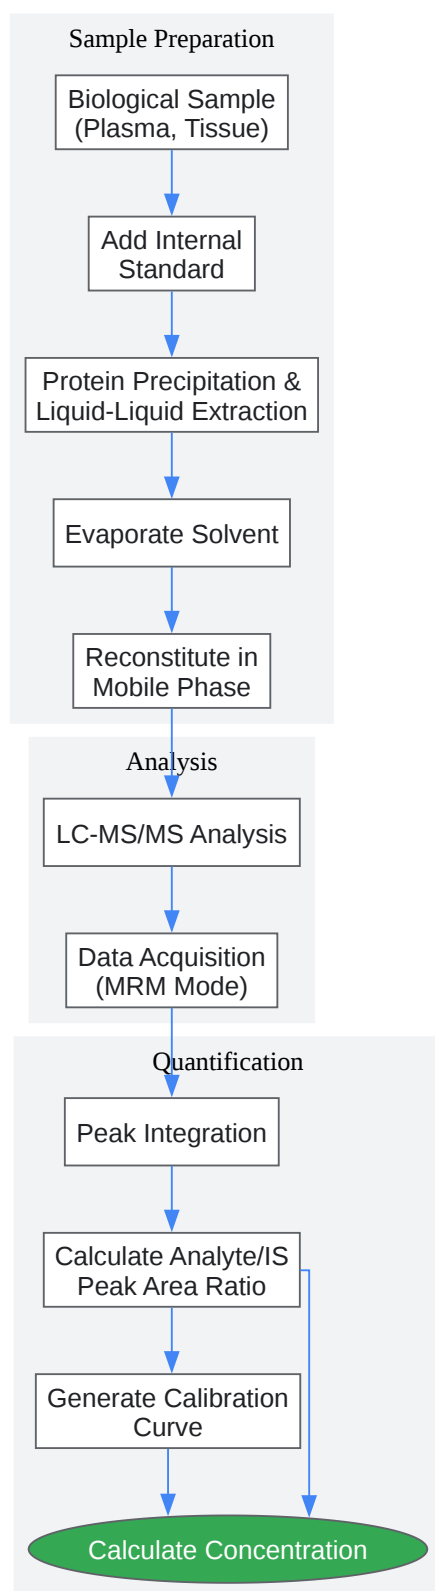 Sample Preparation
Biological Sample
(Plasma, Tissue)
Add Internal
Standard
Protein Precipitation &
Liquid-Liquid Extraction
Evaporate Solvent
Reconstitute in
Mobile Phase
Analysis
LC-MS/MS Analysis
Data Acquisition
(MRM Mode)
Quantification
Peak Integration
Calculate Analyte/IS
Peak Area Ratio
Generate Calibration
Curve
Calculate Concentration